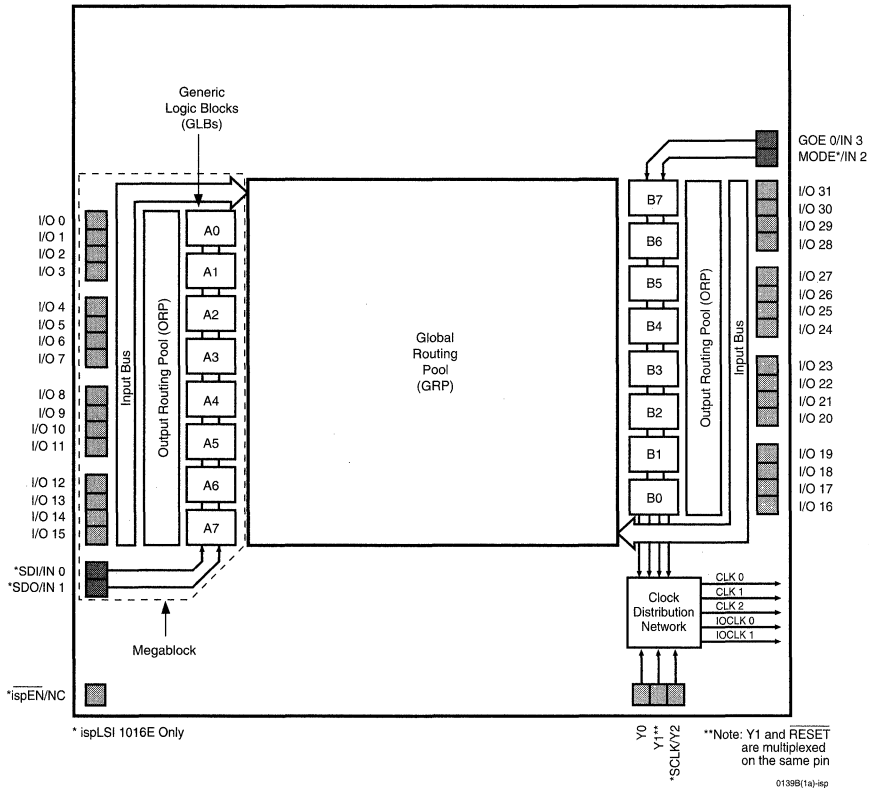 Generic
Logic Blocks
(GLBs)
GOE 0/IN 3
MODE*/IN 2
I/O 0
I/O 1
I/O 2
I/O 3
I/O 4
I/O 5
I/O 6
I/O 7
I/O 8
I/O 9
I/O 10
I/O 11
I/O 12
I/O 13
I/O 14
I/O 15
*SDI/IN 0
*SDO/IN 1
Input Bus
Output Routing Pool (ORP)
A0
A1
A2
A3
A4
A5
A6
A7
Megablock
Global
Routing
Pool
(GRP)
B7
B6
B5
B4
B3
B2
B1
B0
Output Routing Pool (ORP)
Input Bus
I/O 31
I/O 30
I/O 29
I/O 28
I/O 27
I/O 26
I/O 25
I/O 24
I/O 23
I/O 22
I/O 21
I/O 20
I/O 19
I/O 18
I/O 17
I/O 16
Clock
Distribution
Network
CLK 0
CLK 1
CLK 2
IOCLK 0
IOCLK 1
*ispEN/NC
Y0
Y1**
*SCLK/Y2
* ispLSI 1016E Only
**Note: Y1 and RESET
are multiplexed
on the same pin
0139B(1a)-isp